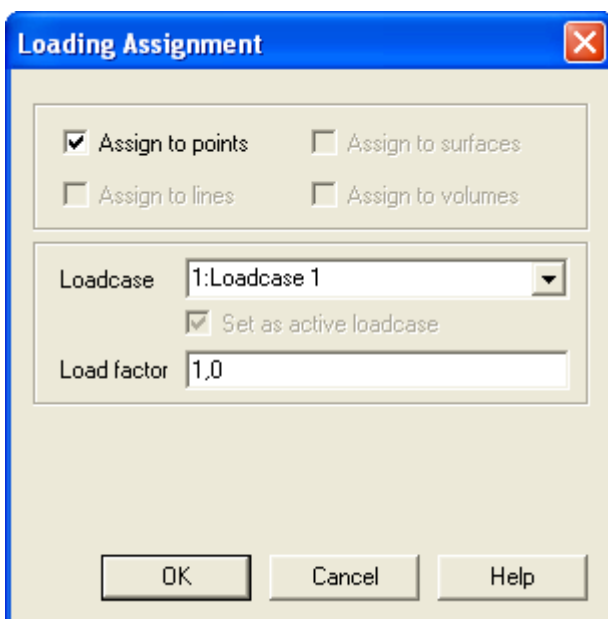 Loading Assignment
Assign to points
Assign to surfaces
Assign to lines
Assign to volumes
Loadcase
1:Loadcase 1
Set as active loadcase
Load factor
1,0
OK
Cancel
Help